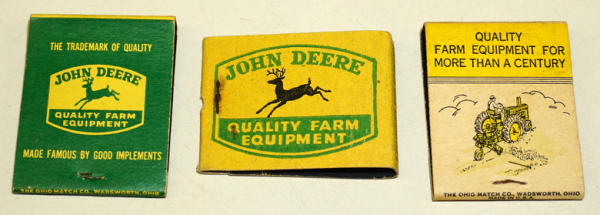 THE TRADEMARK OF QUALITY
JOHN DEERE
QUALITY FARM
EQUIPMENT
MADE FAMOUS BY GOOD IMPLEMENTS
THE OHIO MATCH CO., WADSWORTH, OHIO
JOHN DEERE
QUALITY FARM
EQUIPMENT
QUALITY
FARM EQUIPMENT FOR
MORE THAN A CENTURY
THE OHIO MATCH CO., WADSWORTH, OHIO
MADE IN U.S.A.